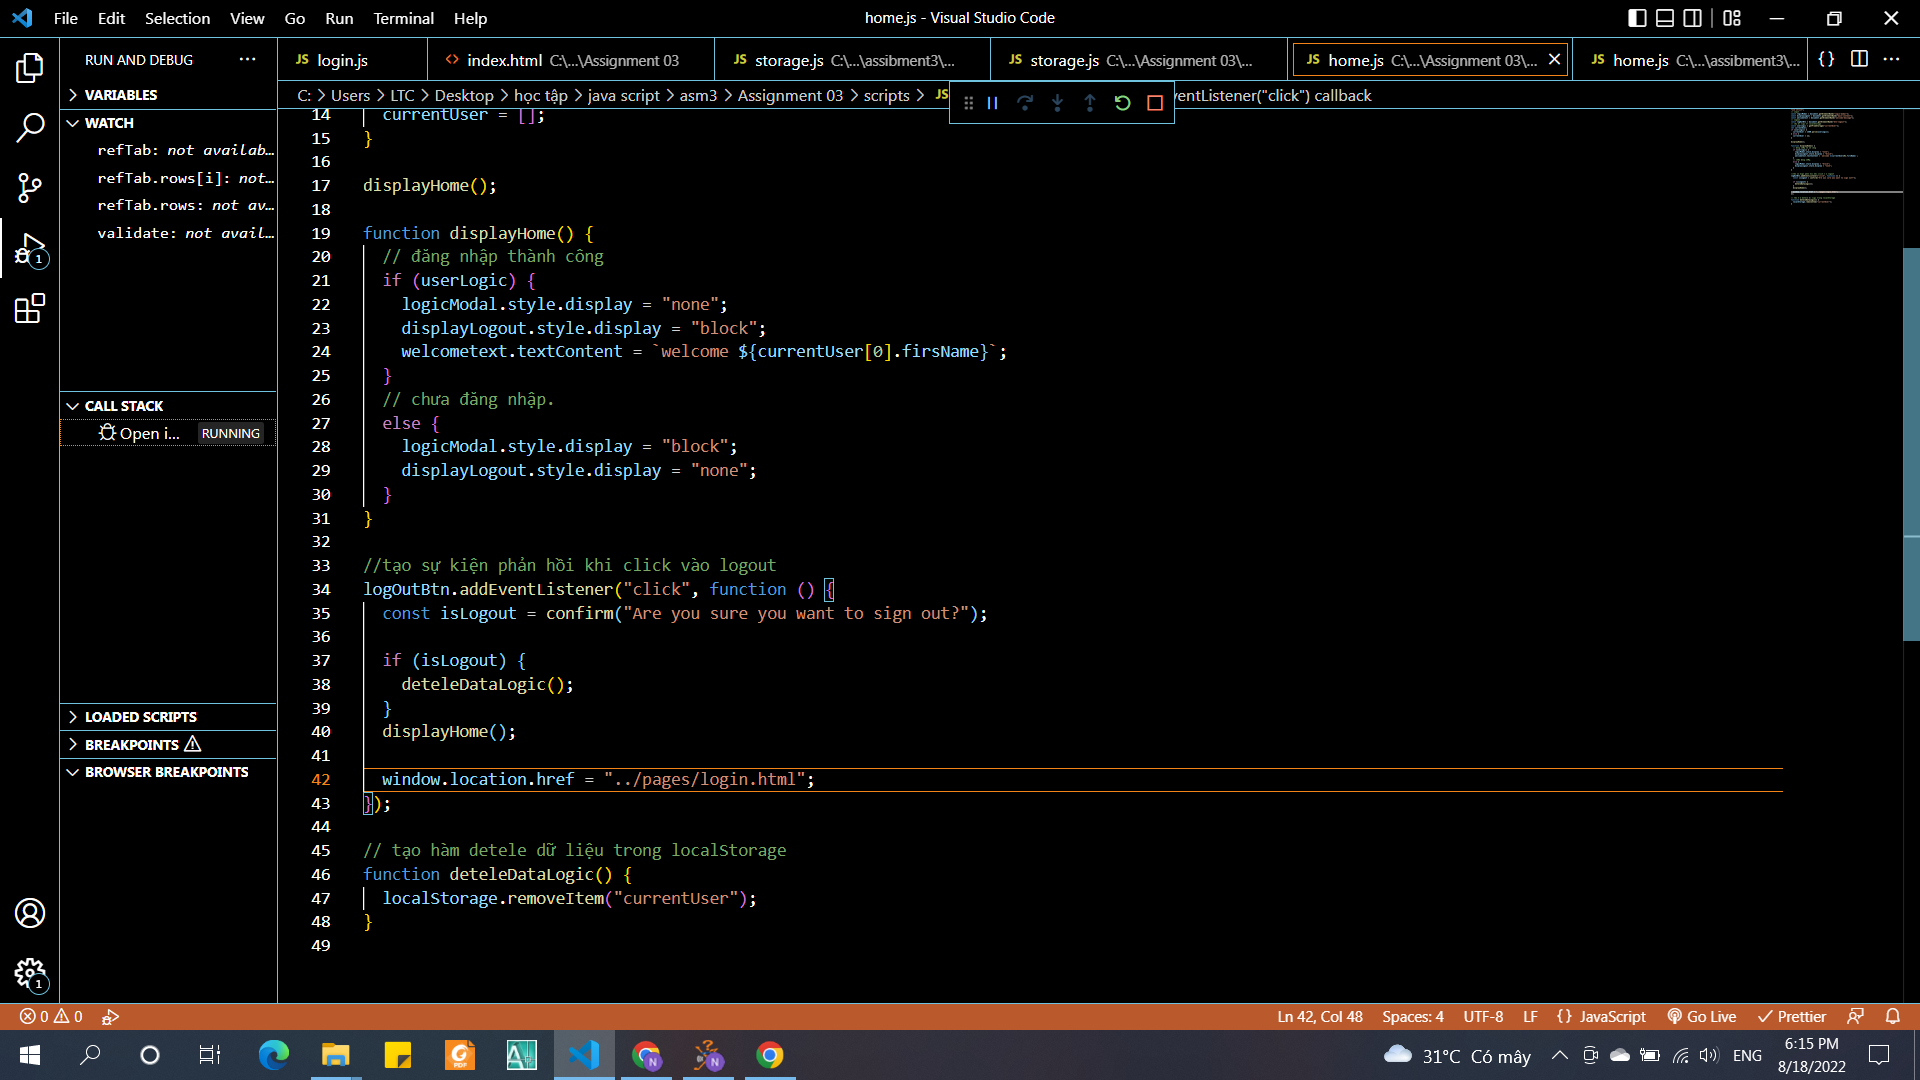 File Edit Selection View Go Run Terminal Help
home.js - Visual Studio Code
RUN AND DEBUG ...
JS login.js
<> index.html C:\...\Assignment 03
JS storage.js C:\...\assibment3\...
JS storage.js C:\...\Assignment 03\...
JS home.js C:\...\Assignment 03\...
JS home.js C:\...\assibment3\...
C: > Users > LTC > Desktop > học tập > java script > asm3 > Assignment 03 > scripts > JS
ventListener("click") callback
VARIABLES
WATCH
refTab: not availab...
refTab.rows[i]: not...
refTab.rows: not av...
validate: not avail...
CALL STACK
Open i... RUNNING
LOADED SCRIPTS
BREAKPOINTS
BROWSER BREAKPOINTS
1
1
14 currentUser = [];
15 }
16
17 displayHome();
18
19 function displayHome() {
20 // đăng nhập thành công
21 if (userLogic) {
22 logicModal.style.display = "none";
23 displayLogout.style.display = "block";
24 welcometext.textContent = `welcome ${currentUser[0].firsName}`;
25 }
26 // chưa đăng nhập.
27 else {
28 logicModal.style.display = "block";
29 displayLogout.style.display = "none";
30 }
31 }
32
33 //tạo sự kiện phản hồi khi click vào logout
34 logOutBtn.addEventListener("click", function () {
35 const isLogout = confirm("Are you sure you want to sign out?");
36
37 if (isLogout) {
38 deteleDataLogic();
39 }
40 displayHome();
41
42 window.location.href = "../pages/login.html";
43 });
44
45 // tạo hàm detele dữ liệu trong localStorage
46 function deteleDataLogic() {
47 localStorage.removeItem("currentUser");
48 }
49
0 0
Ln 42, Col 48 Spaces: 4 UTF-8 LF {} JavaScript Go Live Prettier
31°C Có mây ENG
6:15 PM
8/18/2022